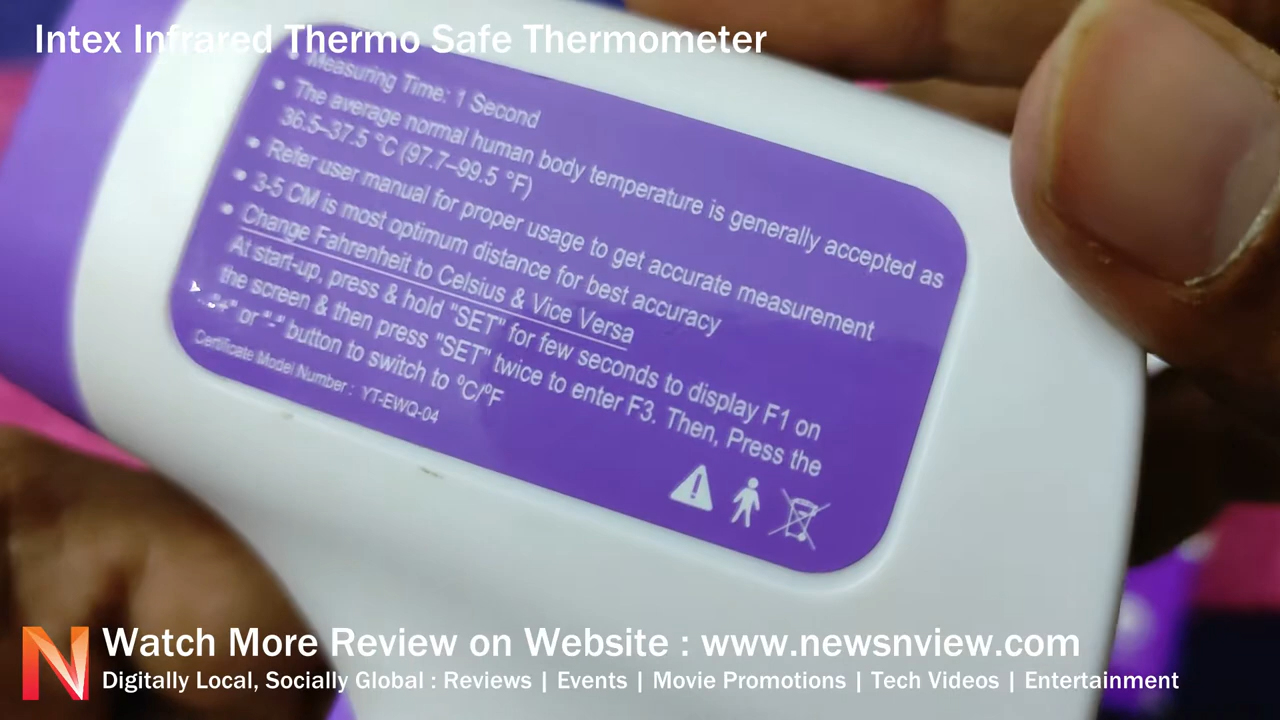 Intex Infrared Thermo Safe Thermometer
• Measuring Time: 1 Second
• The average normal human body temperature is generally accepted as
36.5–37.5 °C (97.7–99.5 °F)
• Refer user manual for proper usage to get accurate measurement
• 3-5 CM is most optimum distance for best accuracy
• Change Fahrenheit to Celsius & Vice Versa
At start-up, press & hold "SET" for few seconds to display F1 on
the screen & then press "SET" twice to enter F3. Then, Press the
"+" or "-" button to switch to °C/°F
Certificate Model Number : YT-EWQ-04
N
Watch More Review on Website : www.newsnview.com
Digitally Local, Socially Global : Reviews | Events | Movie Promotions | Tech Videos | Entertainment